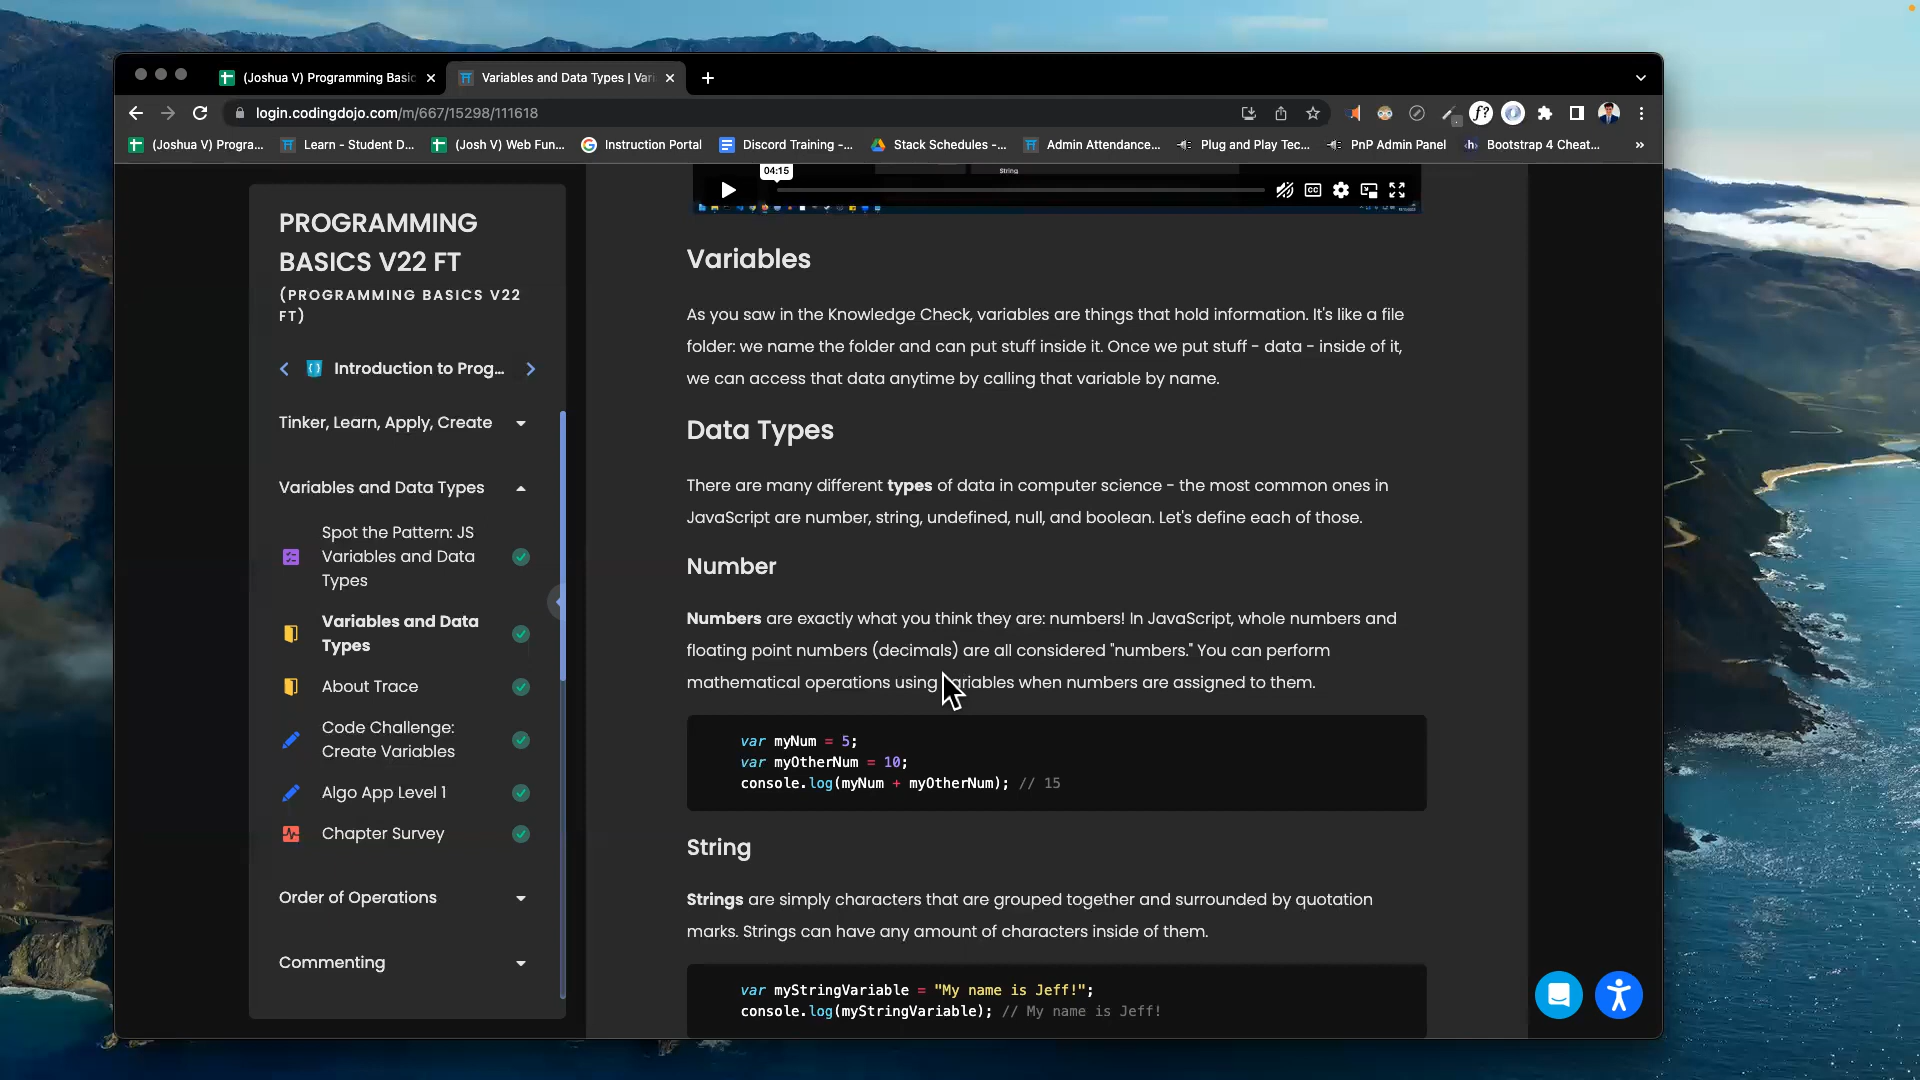 (Joshua V) Programming Basic
Variables and Data Types | Vari
login.codingdojo.com/m/667/15298/111618
(Joshua V) Progra...
Learn - Student D...
(Josh V) Web Fun...
Instruction Portal
Discord Training -...
Stack Schedules -...
Admin Attendance...
Plug and Play Tec...
PnP Admin Panel
Bootstrap 4 Cheat...
»
PROGRAMMING
BASICS V22 FT
(PROGRAMMING BASICS V22
FT)
Introduction to Prog...
Tinker, Learn, Apply, Create
Variables and Data Types
Spot the Pattern: JS
Variables and Data
Types
Variables and Data
Types
About Trace
Code Challenge:
Create Variables
Algo App Level 1
Chapter Survey
Order of Operations
Commenting
String
04:15
CC
Variables
As you saw in the Knowledge Check, variables are things that hold information. It's like a file
folder: we name the folder and can put stuff inside it. Once we put stuff - data - inside of it,
we can access that data anytime by calling that variable by name.
Data Types
There are many different types of data in computer science - the most common ones in
JavaScript are number, string, undefined, null, and boolean. Let's define each of those.
Number
Numbers are exactly what you think they are: numbers! In JavaScript, whole numbers and
floating point numbers (decimals) are all considered "numbers." You can perform
mathematical operations using variables when numbers are assigned to them.
var myNum = 5;
var myOtherNum = 10;
console.log(myNum + myOtherNum); // 15
String
Strings are simply characters that are grouped together and surrounded by quotation
marks. Strings can have any amount of characters inside of them.
var myStringVariable = "My name is Jeff!";
console.log(myStringVariable); // My name is Jeff!